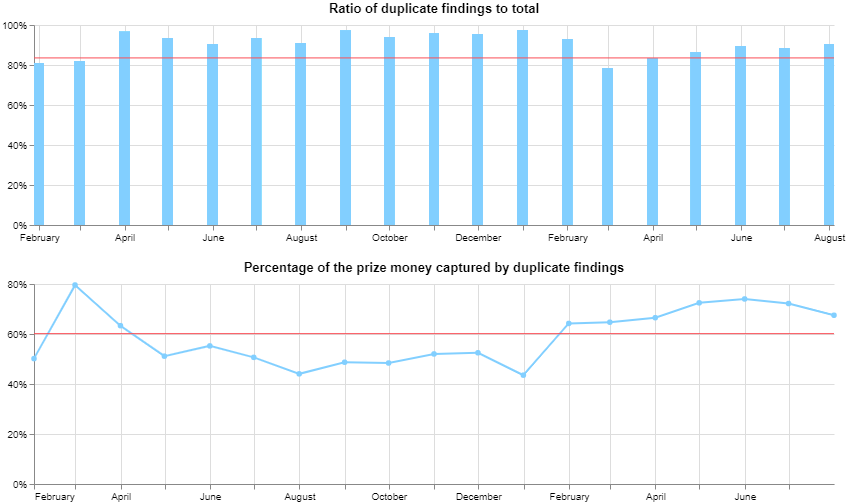 Ratio of duplicate findings to total
100%
80%
60%
40%
20%
0%
February April June August October December February April June August
Percentage of the prize money captured by duplicate findings
80%
60%
40%
20%
0%
February April June August October December February April June